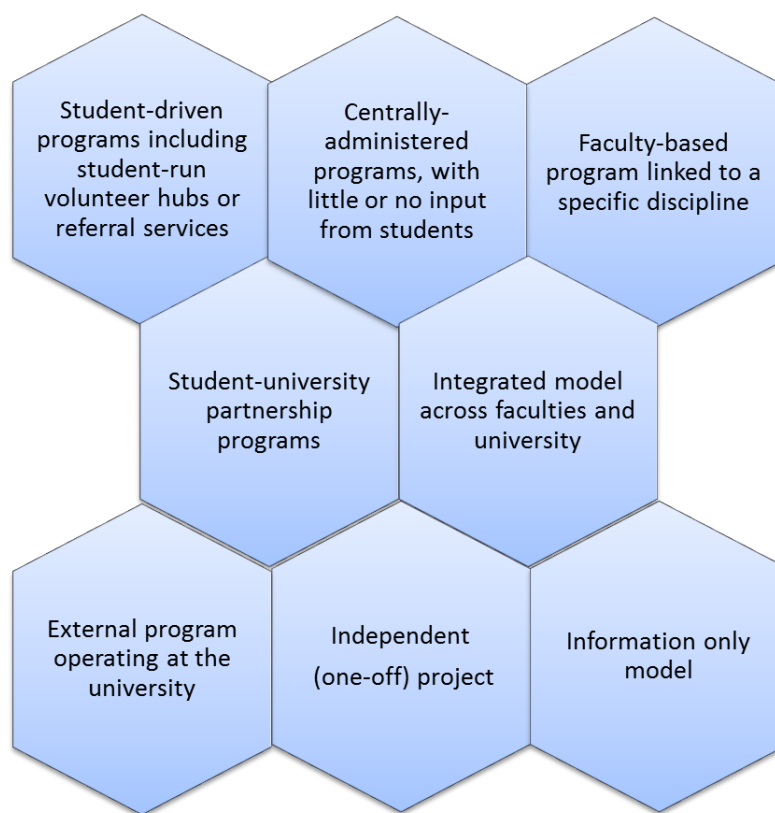 Student-driven
programs including
student-run
volunteer hubs or
referral services
Centrally-
administered
programs, with
little or no input
from students
Faculty-based
program linked to a
specific discipline
Student-university
partnership
programs
Integrated model
across faculties and
university
External program
operating at the
university
Independent
(one-off) project
Information only
model